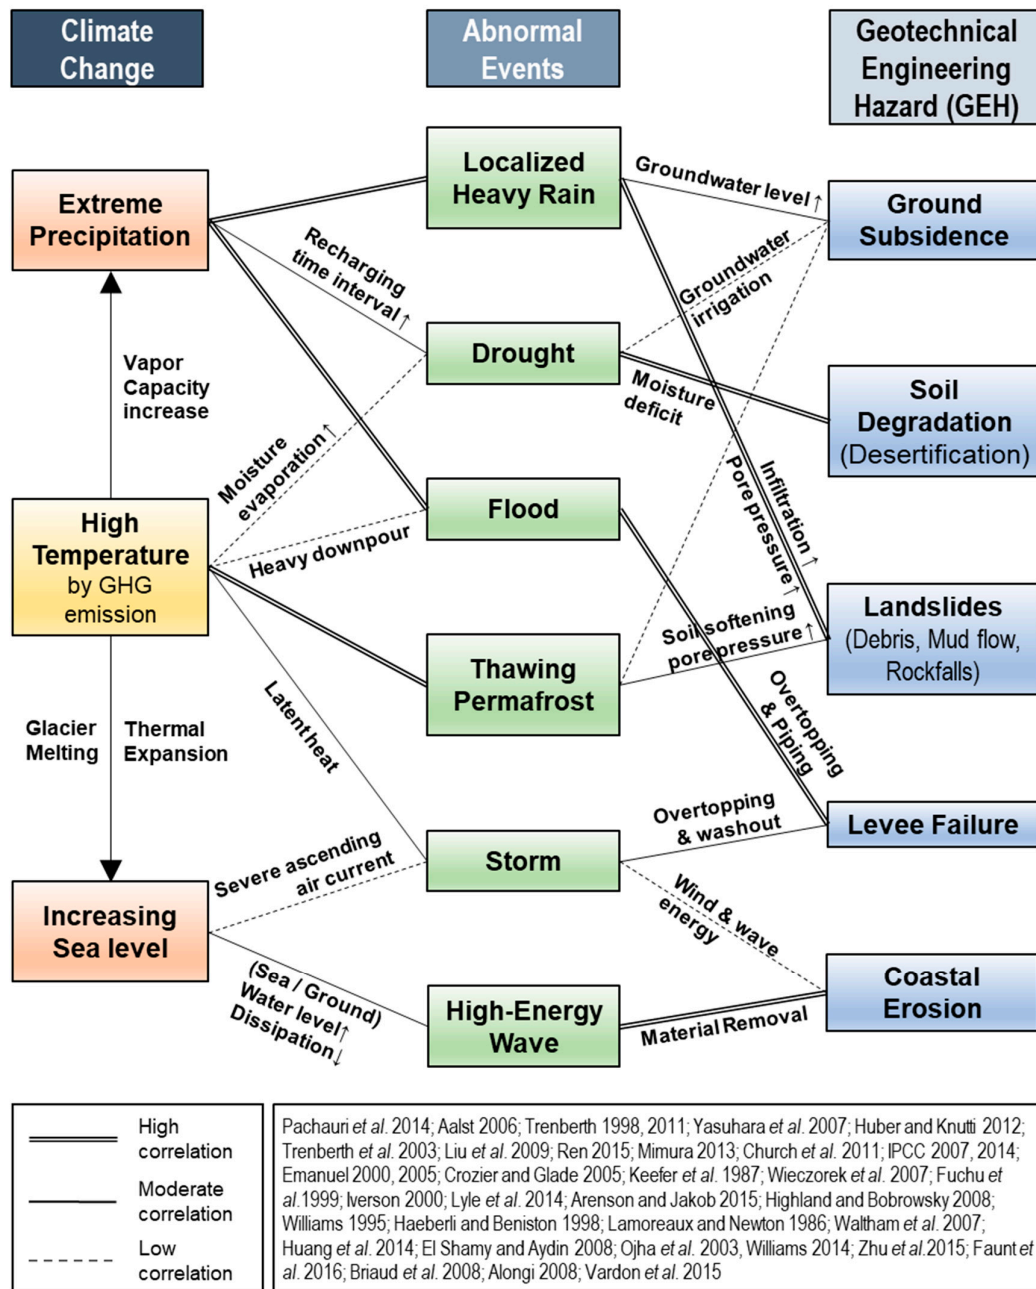 Climate
Change
Abnormal
Events
Geotechnical
Engineering
Hazard (GEH)
Extreme
Precipitation
Localized
Heavy Rain
Groundwater level↑
Ground
Subsidence
Recharging
time interval↑
Groundwater
irrigation
Vapor
Capacity
increase
Drought
Moisture
deficit
Soil
Degradation
(Desertification)
Moisture
evaporation↑
Infiltration↑
Pore pressure↑
High
Temperature
by GHG
emission
Heavy downpour
Flood
Landslides
(Debris, Mud flow,
Rockfalls)
Soil softening
pore pressure↑
Thawing
Permafrost
Glacier
Melting
Thermal
Expansion
Latent heat
Overtopping
& Piping
Levee Failure
Overtopping
& washout
Storm
Severe ascending
air current
Wind & wave
energy
Increasing
Sea level
(Sea / Ground)
Water level↑
Dissipation↓
High-Energy
Wave
Material Removal
Coastal
Erosion
High
correlation
Moderate
correlation
Low
correlation
Pachauri et al. 2014; Aalst 2006; Trenberth 1998, 2011; Yasuhara et al. 2007; Huber and Knutti 2012;
Trenberth et al. 2003; Liu et al. 2009; Ren 2015; Mimura 2013; Church et al. 2011; IPCC 2007, 2014;
Emanuel 2000, 2005; Crozier and Glade 2005; Keefer et al. 1987; Wieczorek et al. 2007; Fuchu et
al.1999; Iverson 2000; Lyle et al. 2014; Arenson and Jakob 2015; Highland and Bobrowsky 2008;
Williams 1995; Haeberli and Beniston 1998; Lamoreaux and Newton 1986; Waltham et al. 2007;
Huang et al. 2014; El Shamy and Aydin 2008; Ojha et al. 2003, Williams 2014; Zhu et al.2015; Faunt et
al. 2016; Briaud et al. 2008; Alongi 2008; Vardon et al. 2015